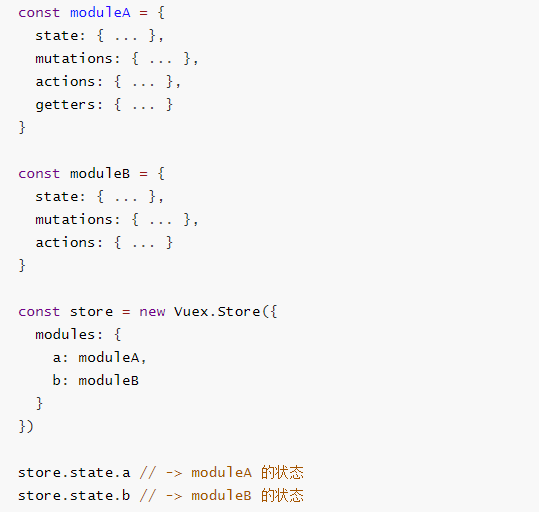 const moduleA = {
  state: { ... },
  mutations: { ... },
  actions: { ... },
  getters: { ... }
}

const moduleB = {
  state: { ... },
  mutations: { ... },
  actions: { ... }
}

const store = new Vuex.Store({
  modules: {
    a: moduleA,
    b: moduleB
  }
})

store.state.a // -> moduleA 的状态
store.state.b // -> moduleB 的状态